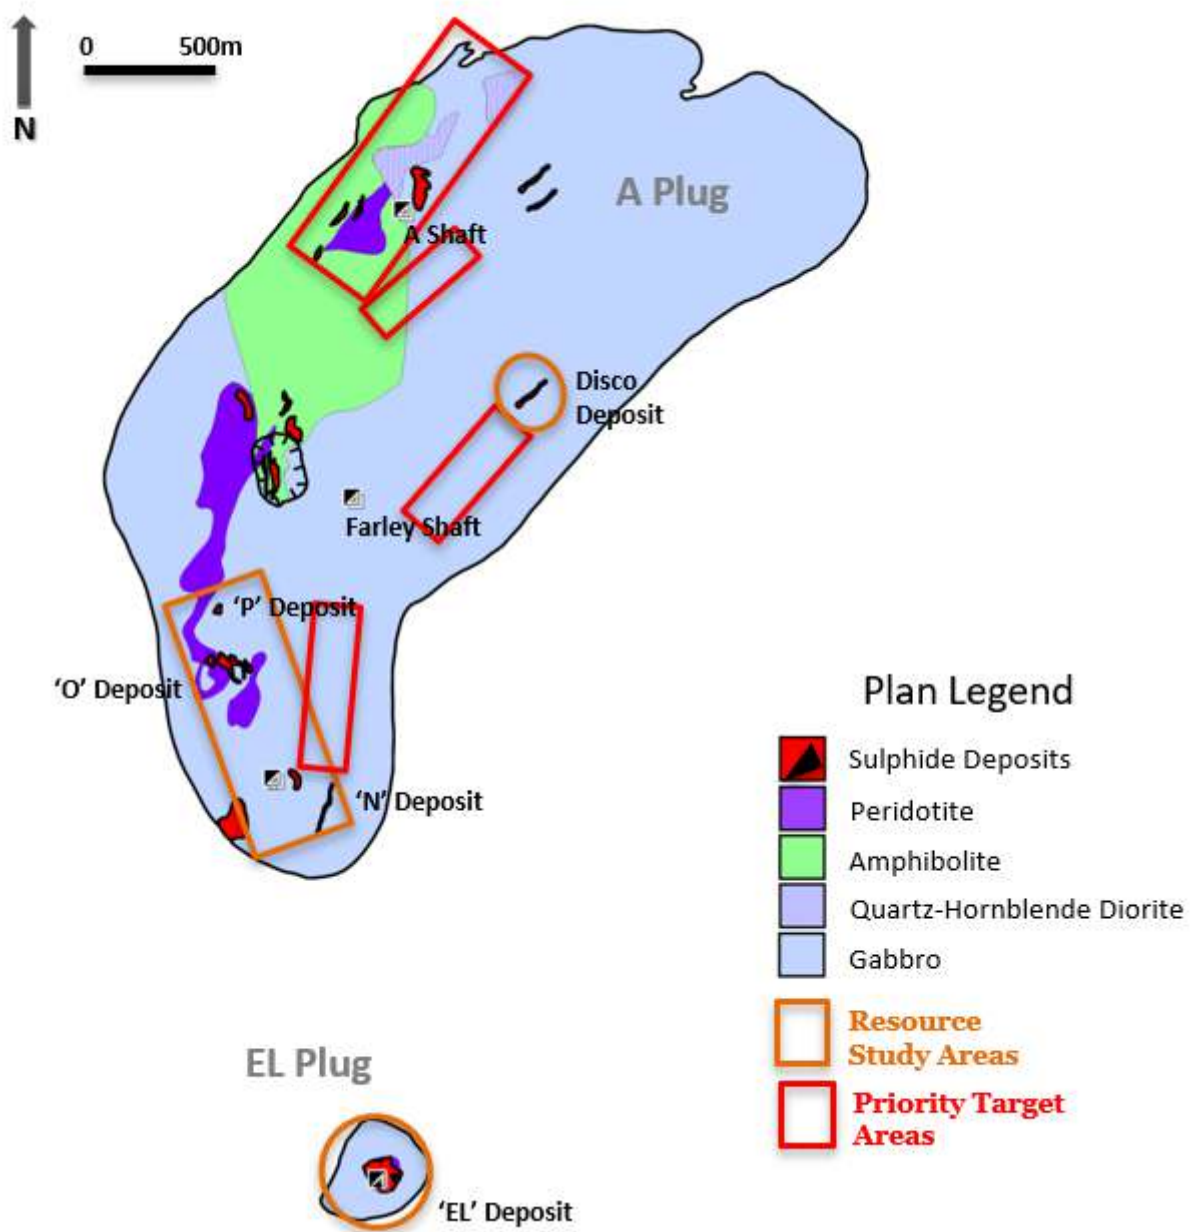 0 500m
N
A Plug
A Shaft
Disco
Deposit
Farley Shaft
‘P’ Deposit
‘O’ Deposit
‘N’ Deposit
Plan Legend
Sulphide Deposits
Peridotite
Amphibolite
Quartz-Hornblende Diorite
Gabbro
Resource
Study Areas
Priority Target
Areas
EL Plug
‘EL’ Deposit